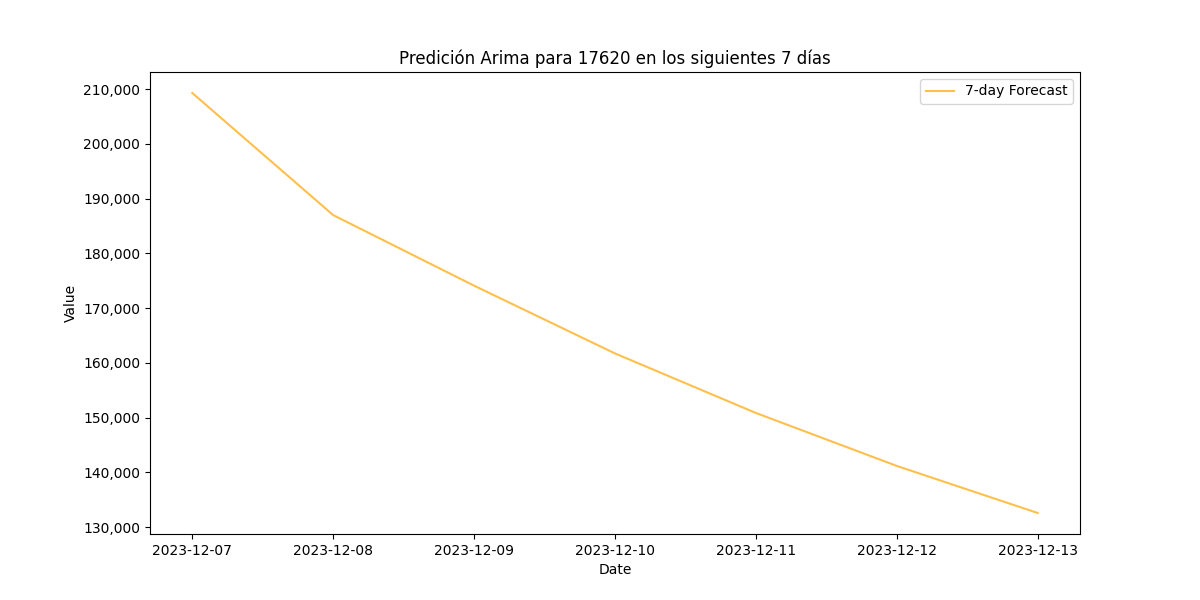 Predición Arima para 17620 en los siguientes 7 días
7-day Forecast
210,000
200,000
190,000
180,000
170,000
160,000
150,000
140,000
130,000
Value
2023-12-07 2023-12-08 2023-12-09 2023-12-10 2023-12-11 2023-12-12 2023-12-13
Date